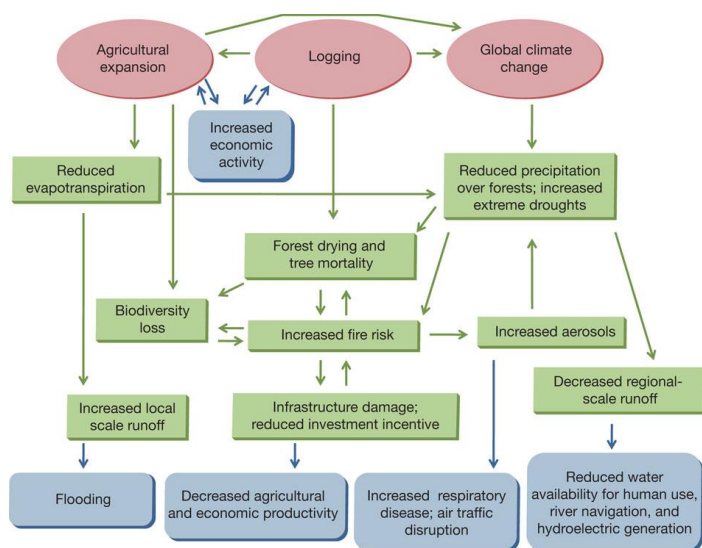 Agricultural
expansion
Logging
Global climate
change
Increased
economic
activity
Reduced
evapotranspiration
Reduced precipitation
over forests; increased
extreme droughts
Forest drying and
tree mortality
Biodiversity
loss
Increased fire risk
Increased aerosols
Decreased regional-
scale runoff
Increased local
scale runoff
Infrastructure damage;
reduced investment incentive
Flooding
Decreased agricultural
and economic productivity
Increased respiratory
disease; air traffic
disruption
Reduced water
availability for human use,
river navigation, and
hydroelectric generation